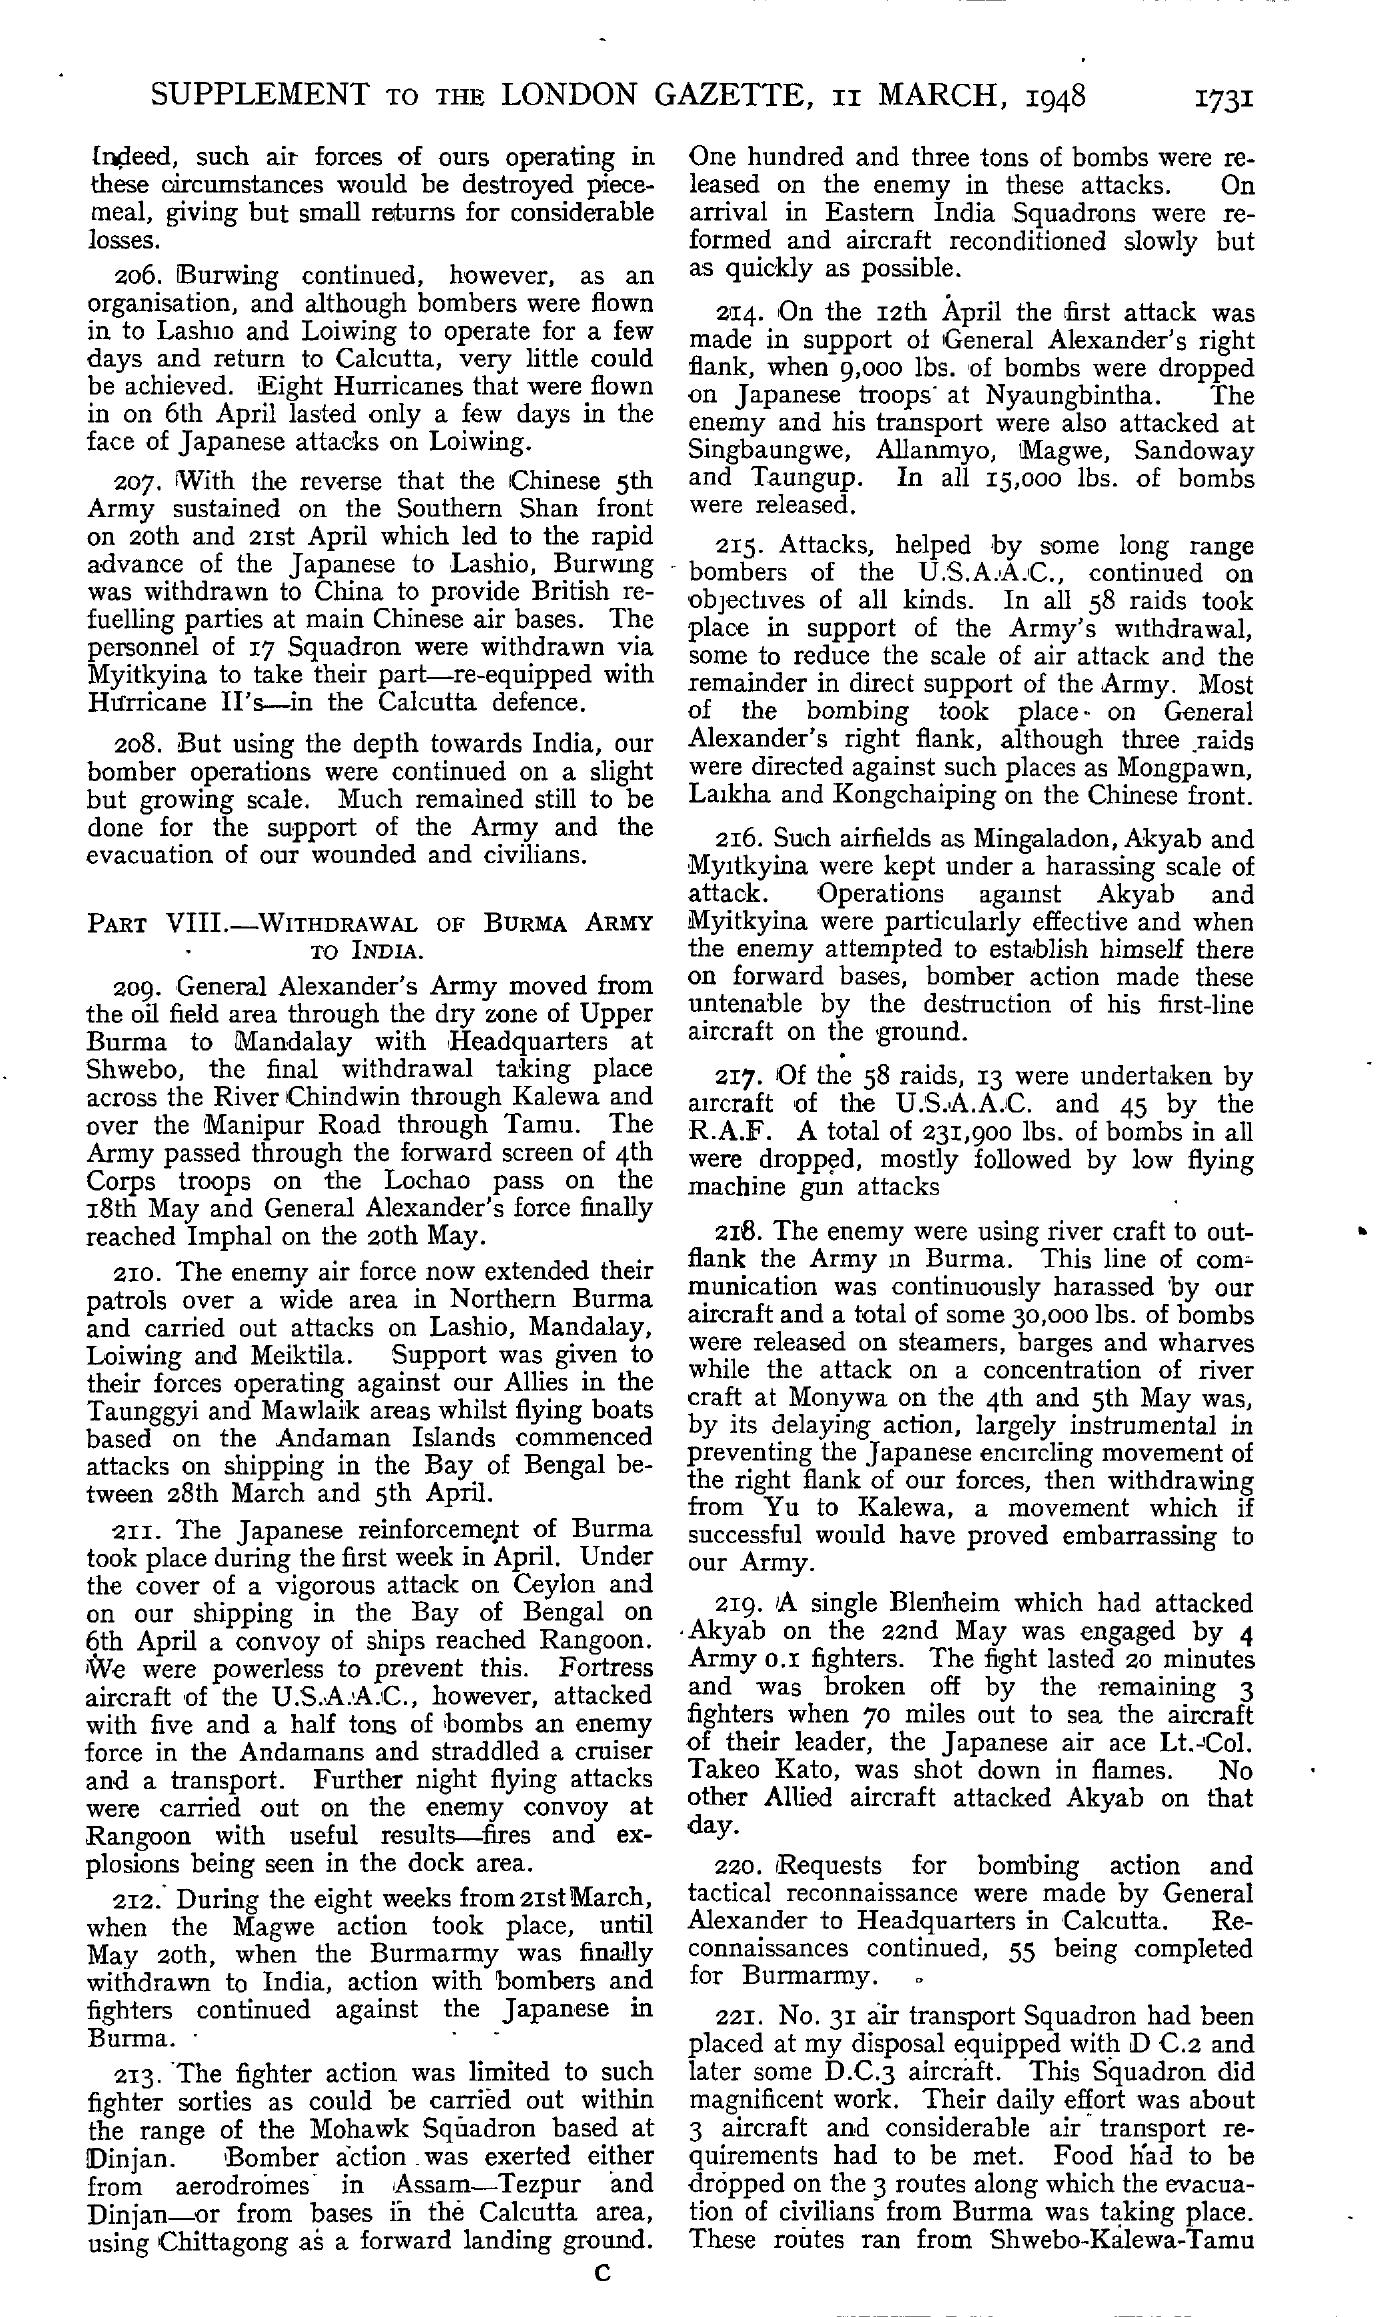 SUPPLEMENT TO THE LONDON GAZETTE, 11 MARCH, 1948 1731
Indeed, such air forces of ours operating in
these circumstances would be destroyed piece-
meal, giving but small returns for considerable
losses.
206. Burwing continued, however, as an
organisation, and although bombers were flown
in to Lashio and Loiwing to operate for a few
days and return to Calcutta, very little could
be achieved. Eight Hurricanes that were flown
in on 6th April lasted only a few days in the
face of Japanese attacks on Loiwing.
207. With the reverse that the Chinese 5th
Army sustained on the Southern Shan front
on 20th and 21st April which led to the rapid
advance of the Japanese to Lashio, Burwing
was withdrawn to China to provide British re-
fuelling parties at main Chinese air bases. The
personnel of 17 Squadron were withdrawn via
Myitkyina to take their part—re-equipped with
Hurricane II's—in the Calcutta defence.
208. But using the depth towards India, our
bomber operations were continued on a slight
but growing scale. Much remained still to be
done for the support of the Army and the
evacuation of our wounded and civilians.
PART VIII.—WITHDRAWAL OF BURMA ARMY
TO INDIA.
209. General Alexander's Army moved from
the oil field area through the dry zone of Upper
Burma to Mandalay with Headquarters at
Shwebo, the final withdrawal taking place
across the River Chindwin through Kalewa and
over the Manipur Road through Tamu. The
Army passed through the forward screen of 4th
Corps troops on the Lochao pass on the
18th May and General Alexander's force finally
reached Imphal on the 20th May.
210. The enemy air force now extended their
patrols over a wide area in Northern Burma
and carried out attacks on Lashio, Mandalay,
Loiwing and Meiktila. Support was given to
their forces operating against our Allies in the
Taunggyi and Mawlaik areas whilst flying boats
based on the Andaman Islands commenced
attacks on shipping in the Bay of Bengal be-
tween 28th March and 5th April.
211. The Japanese reinforcement of Burma
took place during the first week in April. Under
the cover of a vigorous attack on Ceylon and
on our shipping in the Bay of Bengal on
6th April a convoy of ships reached Rangoon.
We were powerless to prevent this. Fortress
aircraft of the U.S.A.A.C., however, attacked
with five and a half tons of bombs an enemy
force in the Andamans and straddled a cruiser
and a transport. Further night flying attacks
were carried out on the enemy convoy at
Rangoon with useful results—fires and ex-
plosions being seen in the dock area.
212. During the eight weeks from 21st March,
when the Magwe action took place, until
May 20th, when the Burmarmy was finally
withdrawn to India, action with bombers and
fighters continued against the Japanese in
Burma.
213. The fighter action was limited to such
fighter sorties as could be carried out within
the range of the Mohawk Squadron based at
Dinjan. Bomber action was exerted either
from aerodromes in Assam—Tezpur and
Dinjan—or from bases in the Calcutta area,
using Chittagong as a forward landing ground.
One hundred and three tons of bombs were re-
leased on the enemy in these attacks. On
arrival in Eastern India Squadrons were re-
formed and aircraft reconditioned slowly but
as quickly as possible.
214. On the 12th April the first attack was
made in support of General Alexander's right
flank, when 9,000 lbs. of bombs were dropped
on Japanese troops at Nyaungbintha. The
enemy and his transport were also attacked at
Singbaungwe, Allanmyo, Magwe, Sandoway
and Taungup. In all 15,000 lbs. of bombs
were released.
215. Attacks, helped by some long range
bombers of the U.S.A.A.C., continued on
objectives of all kinds. In all 58 raids took
place in support of the Army's withdrawal,
some to reduce the scale of air attack and the
remainder in direct support of the Army. Most
of the bombing took place on General
Alexander's right flank, although three raids
were directed against such places as Mongpawn,
Laikha and Kongchaiping on the Chinese front.
216. Such airfields as Mingaladon, Akyab and
Myitkyina were kept under a harassing scale of
attack. Operations against Akyab and
Myitkyina were particularly effective and when
the enemy attempted to establish himself there
on forward bases, bomber action made these
untenable by the destruction of his first-line
aircraft on the ground.
217. Of the 58 raids, 13 were undertaken by
aircraft of the U.S.A.A.C. and 45 by the
R.A.F. A total of 231,900 lbs. of bombs in all
were dropped, mostly followed by low flying
machine gun attacks
218. The enemy were using river craft to out-
flank the Army in Burma. This line of com-
munication was continuously harassed by our
aircraft and a total of some 30,000 lbs. of bombs
were released on steamers, barges and wharves
while the attack on a concentration of river
craft at Monywa on the 4th and 5th May was,
by its delaying action, largely instrumental in
preventing the Japanese encircling movement of
the right flank of our forces, then withdrawing
from Yu to Kalewa, a movement which if
successful would have proved embarrassing to
our Army.
219. A single Blenheim which had attacked
Akyab on the 22nd May was engaged by 4
Army 0.1 fighters. The fight lasted 20 minutes
and was broken off by the remaining 3
fighters when 70 miles out to sea the aircraft
of their leader, the Japanese air ace Lt.-Col.
Takeo Kato, was shot down in flames. No
other Allied aircraft attacked Akyab on that
day.
220. Requests for bombing action and
tactical reconnaissance were made by General
Alexander to Headquarters in Calcutta. Re-
connaissances continued, 55 being completed
for Burmarmy.
221. No. 31 air transport Squadron had been
placed at my disposal equipped with D C.2 and
later some D.C.3 aircraft. This Squadron did
magnificent work. Their daily effort was about
3 aircraft and considerable air transport re-
quirements had to be met. Food had to be
dropped on the 3 routes along which the evacua-
tion of civilians from Burma was taking place.
These routes ran from Shwebo-Kalewa-Tamu
C